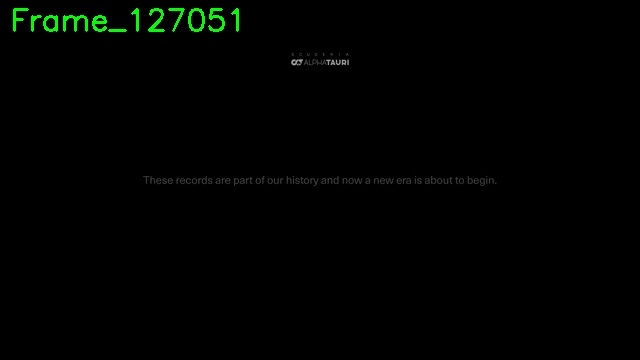 Frame_127051
SCUDERIA
ALPHATAURI
These records are part of our history and now a new era is about to begin.